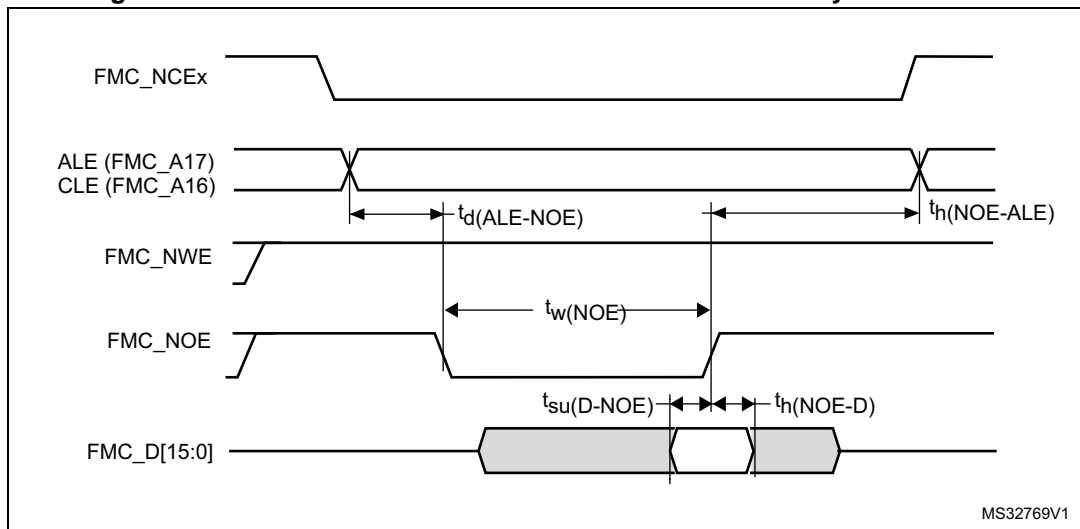 FMC_NCEx
ALE (FMC_A17)
CLE (FMC_A16)
td(ALE-NOE)
th(NOE-ALE)
FMC_NWE
tw(NOE)
FMC_NOE
tsu(D-NOE)
th(NOE-D)
FMC_D[15:0]
MS32769V1